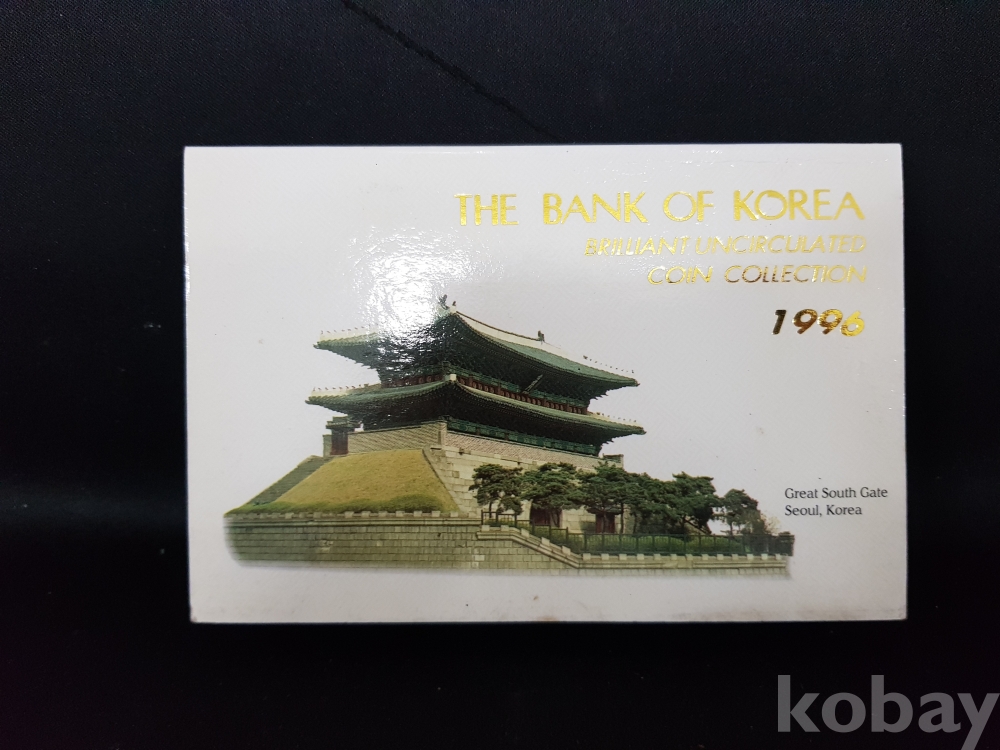 THE BANK OF KOREA
BRILLIANT UNCIRCULATED
COIN COLLECTION
1996
Great South Gate
Seoul, Korea
kobay